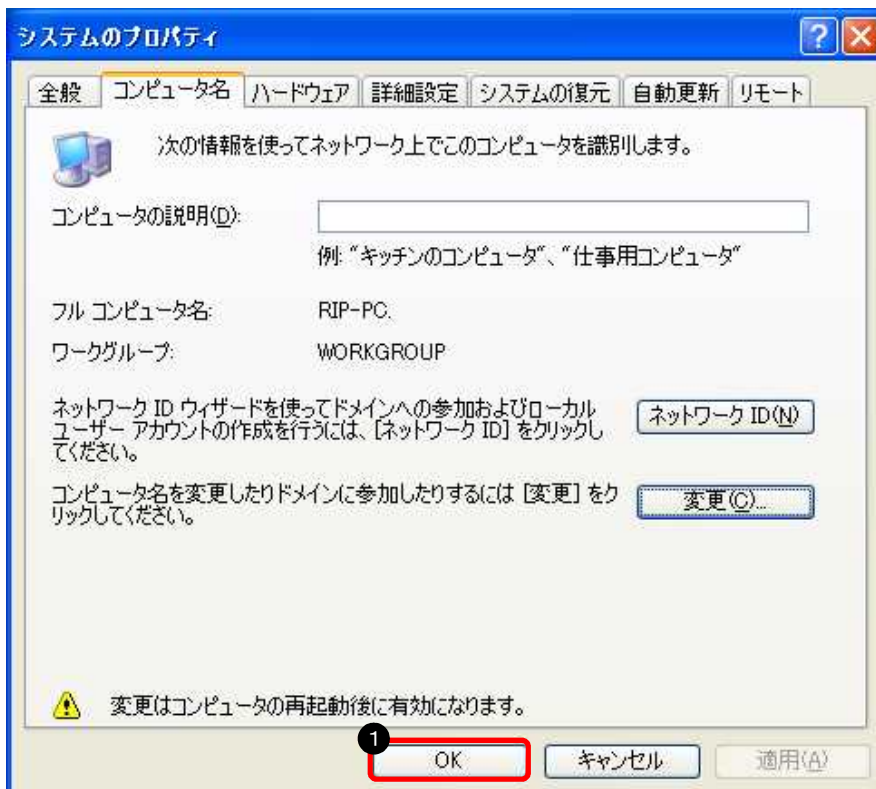 システムのプロパティ
全般 コンピュータ名 ハードウェア 詳細設定 システムの復元 自動更新 リモート
次の情報を使ってネットワーク上でこのコンピュータを識別します。
コンピュータの説明(D):
例: "キッチンのコンピュータ"、"仕事用コンピュータ"
フル コンピュータ名: RIP-PC.
ワークグループ: WORKGROUP
ネットワーク ID ウィザードを使ってドメインへの参加およびローカル
ユーザー アカウントの作成を行うには、[ネットワーク ID] をクリックし
てください。
ネットワーク ID(N)
コンピュータ名を変更したりドメインに参加したりするには [変更] をク
リックしてください。
変更(C)...
変更はコンピュータの再起動後に有効になります。
1
OK キャンセル 適用(A)